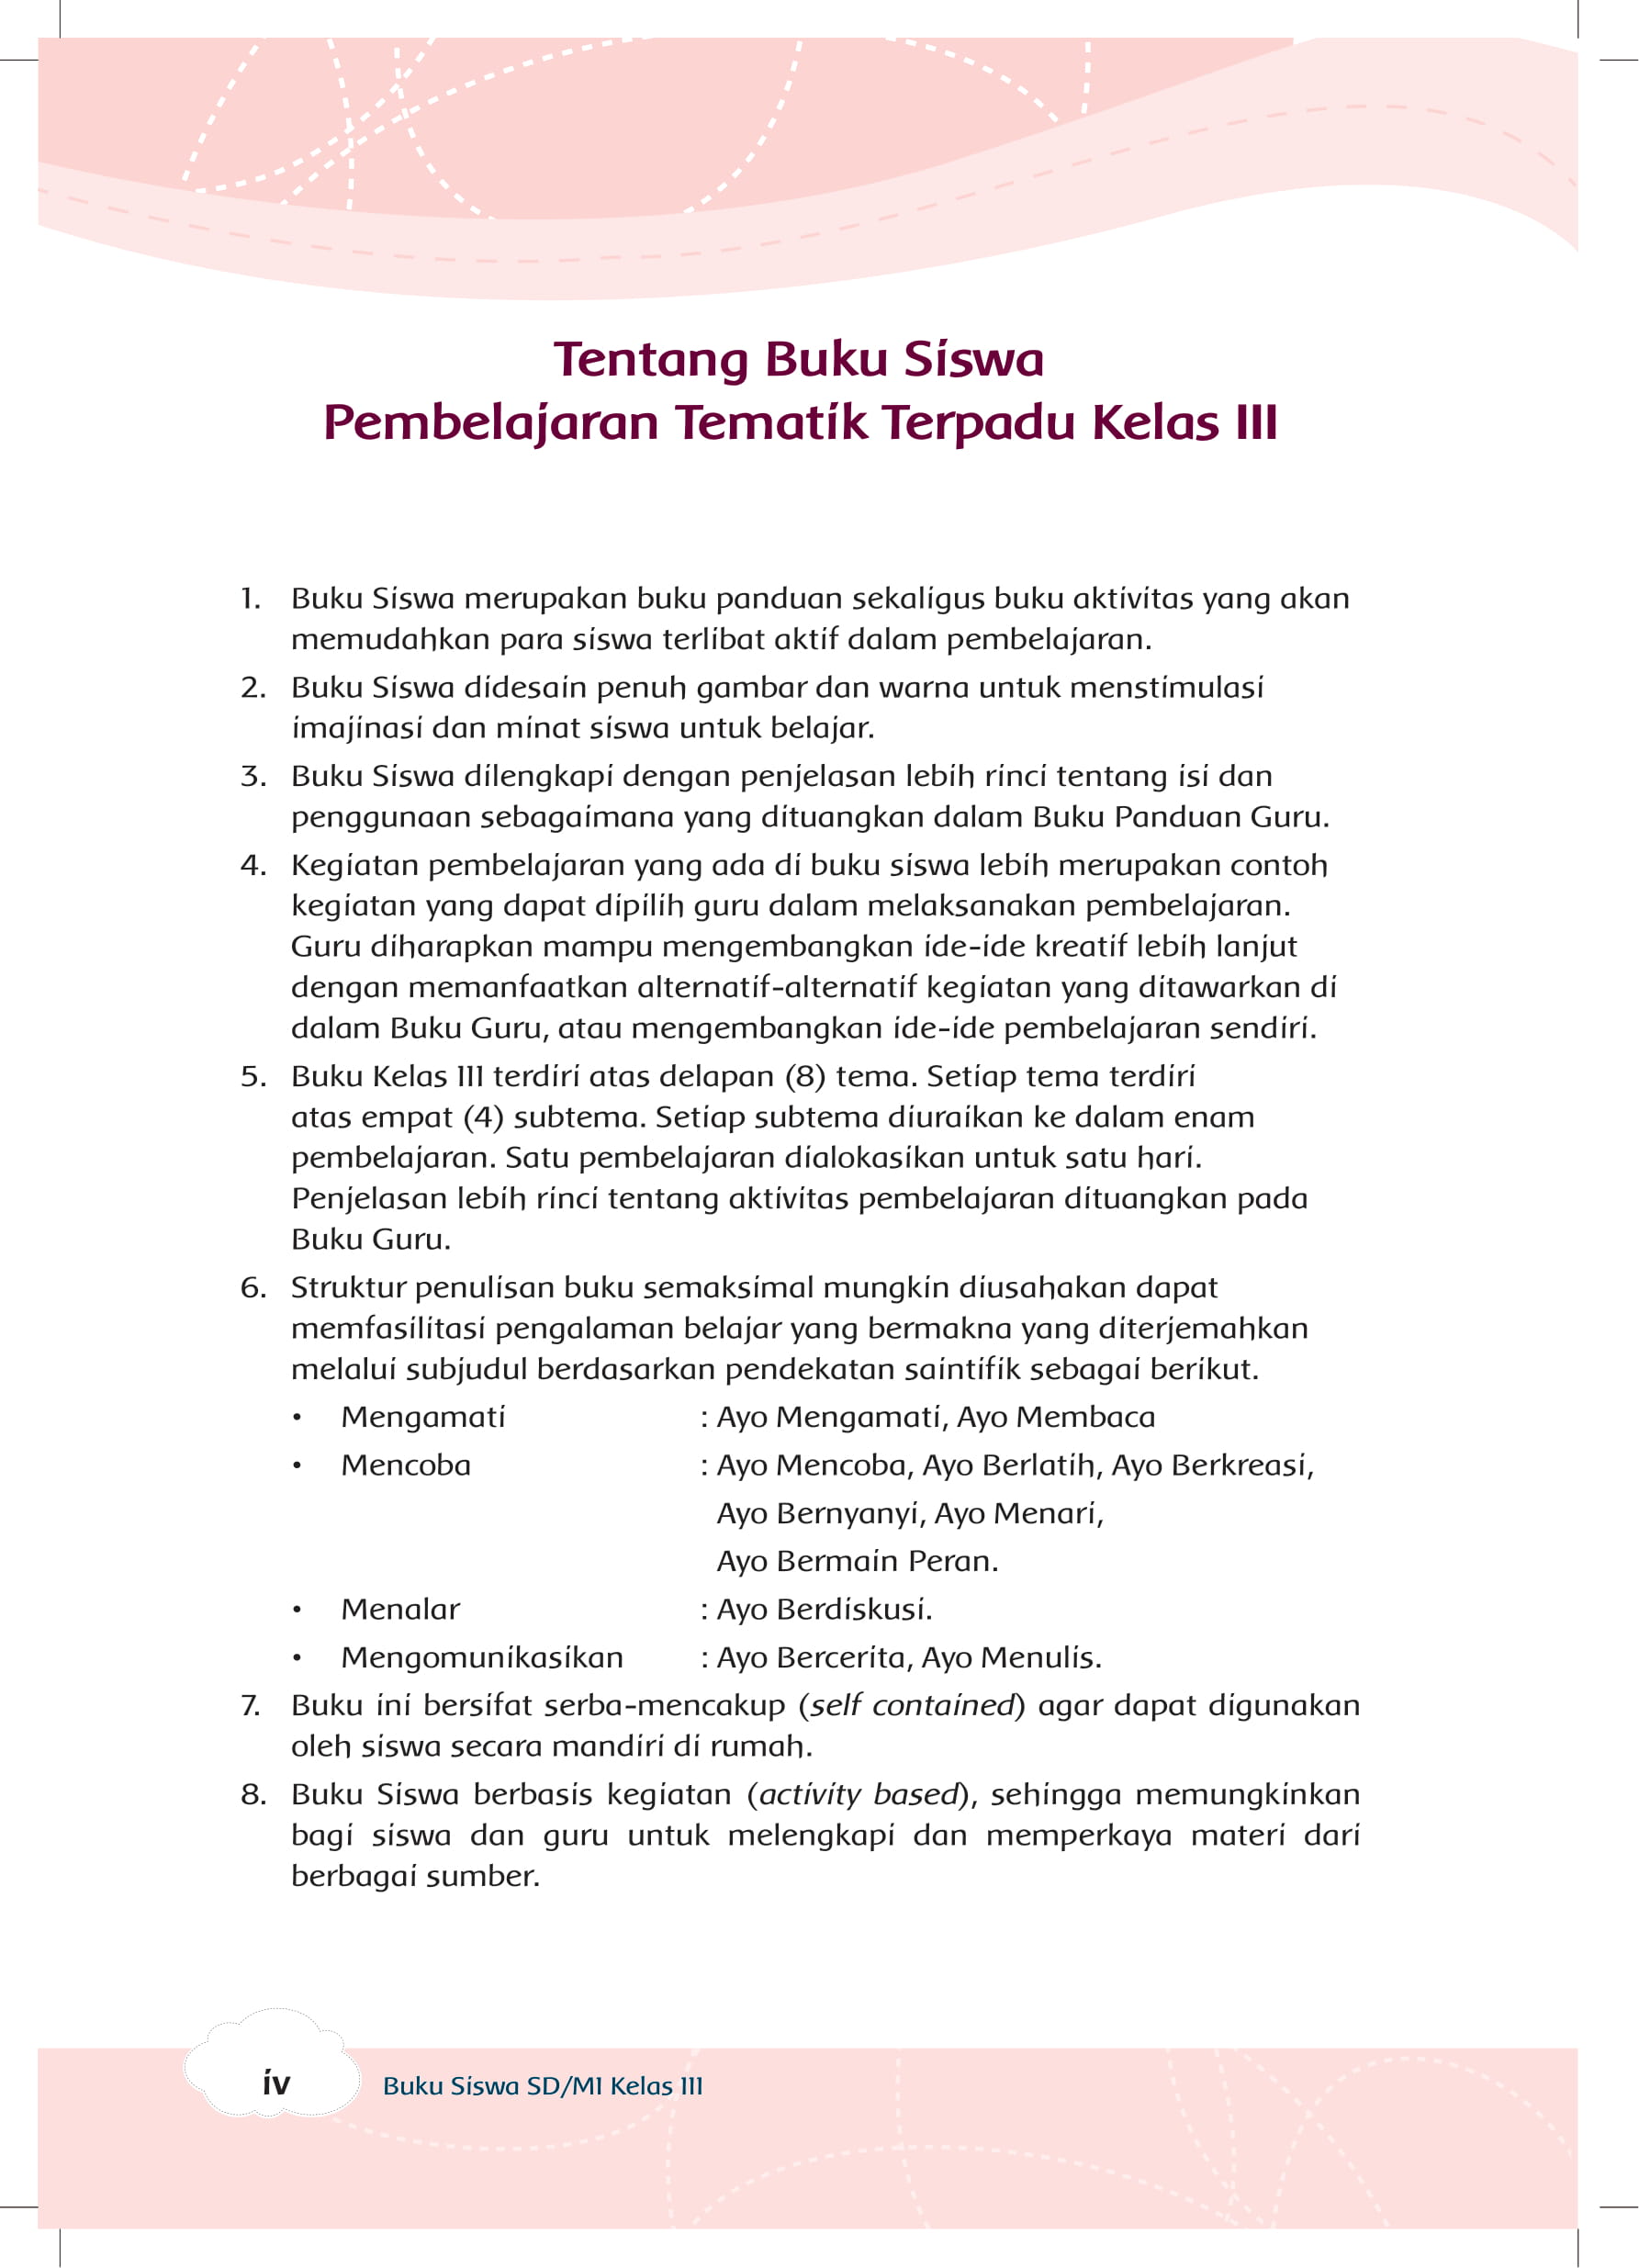 Tentang Buku Siswa
Pembelajaran Tematik Terpadu Kelas III
1. Buku Siswa merupakan buku panduan sekaligus buku aktivitas yang akan
memudahkan para siswa terlibat aktif dalam pembelajaran.
2. Buku Siswa didesain penuh gambar dan warna untuk menstimulasi
imajinasi dan minat siswa untuk belajar.
3. Buku Siswa dilengkapi dengan penjelasan lebih rinci tentang isi dan
penggunaan sebagaimana yang dituangkan dalam Buku Panduan Guru.
4. Kegiatan pembelajaran yang ada di buku siswa lebih merupakan contoh
kegiatan yang dapat dipilih guru dalam melaksanakan pembelajaran.
Guru diharapkan mampu mengembangkan ide-ide kreatif lebih lanjut
dengan memanfaatkan alternatif-alternatif kegiatan yang ditawarkan di
dalam Buku Guru, atau mengembangkan ide-ide pembelajaran sendiri.
5. Buku Kelas III terdiri atas delapan (8) tema. Setiap tema terdiri
atas empat (4) subtema. Setiap subtema diuraikan ke dalam enam
pembelajaran. Satu pembelajaran dialokasikan untuk satu hari.
Penjelasan lebih rinci tentang aktivitas pembelajaran dituangkan pada
Buku Guru.
6. Struktur penulisan buku semaksimal mungkin diusahakan dapat
memfasilitasi pengalaman belajar yang bermakna yang diterjemahkan
melalui subjudul berdasarkan pendekatan saintifik sebagai berikut.
• Mengamati : Ayo Mengamati, Ayo Membaca
• Mencoba : Ayo Mencoba, Ayo Berlatih, Ayo Berkreasi,
Ayo Bernyanyi, Ayo Menari,
Ayo Bermain Peran.
• Menalar : Ayo Berdiskusi.
• Mengomunikasikan : Ayo Bercerita, Ayo Menulis.
7. Buku ini bersifat serba-mencakup (self contained) agar dapat digunakan
oleh siswa secara mandiri di rumah.
8. Buku Siswa berbasis kegiatan (activity based), sehingga memungkinkan
bagi siswa dan guru untuk melengkapi dan memperkaya materi dari
berbagai sumber.
iv Buku Siswa SD/MI Kelas III